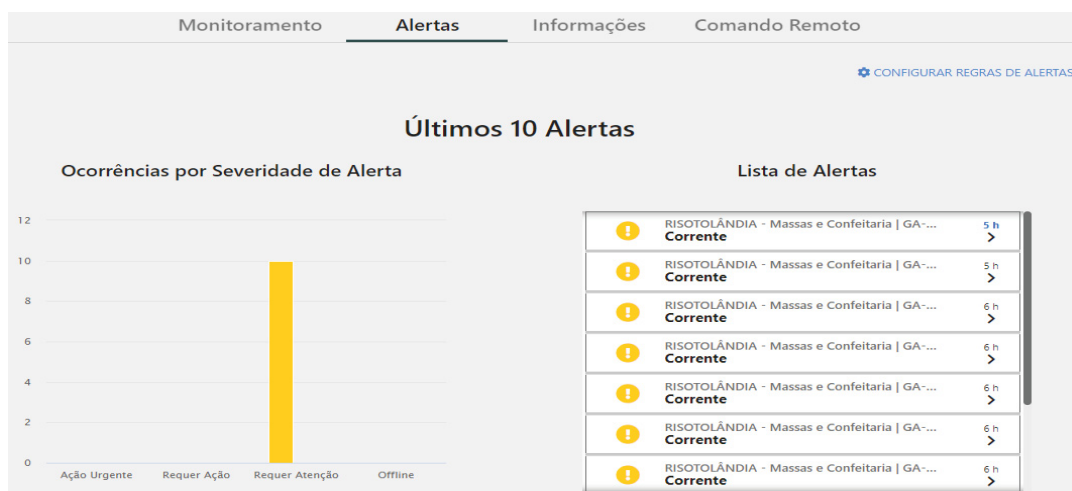 Monitoramento Alertas Informações Comando Remoto
CONFIGURAR REGRAS DE ALERTAS
Últimos 10 Alertas
Ocorrências por Severidade de Alerta
12
10
8
6
4
2
0
Ação Urgente Requer Ação Requer Atenção Offline
Lista de Alertas
RISOTOLÂNDIA - Massas e Confeitaria | GA-... 5 h
Corrente
RISOTOLÂNDIA - Massas e Confeitaria | GA-... 5 h
Corrente
RISOTOLÂNDIA - Massas e Confeitaria | GA-... 6 h
Corrente
RISOTOLÂNDIA - Massas e Confeitaria | GA-... 6 h
Corrente
RISOTOLÂNDIA - Massas e Confeitaria | GA-... 6 h
Corrente
RISOTOLÂNDIA - Massas e Confeitaria | GA-... 6 h
Corrente
RISOTOLÂNDIA - Massas e Confeitaria | GA-... 6 h
Corrente